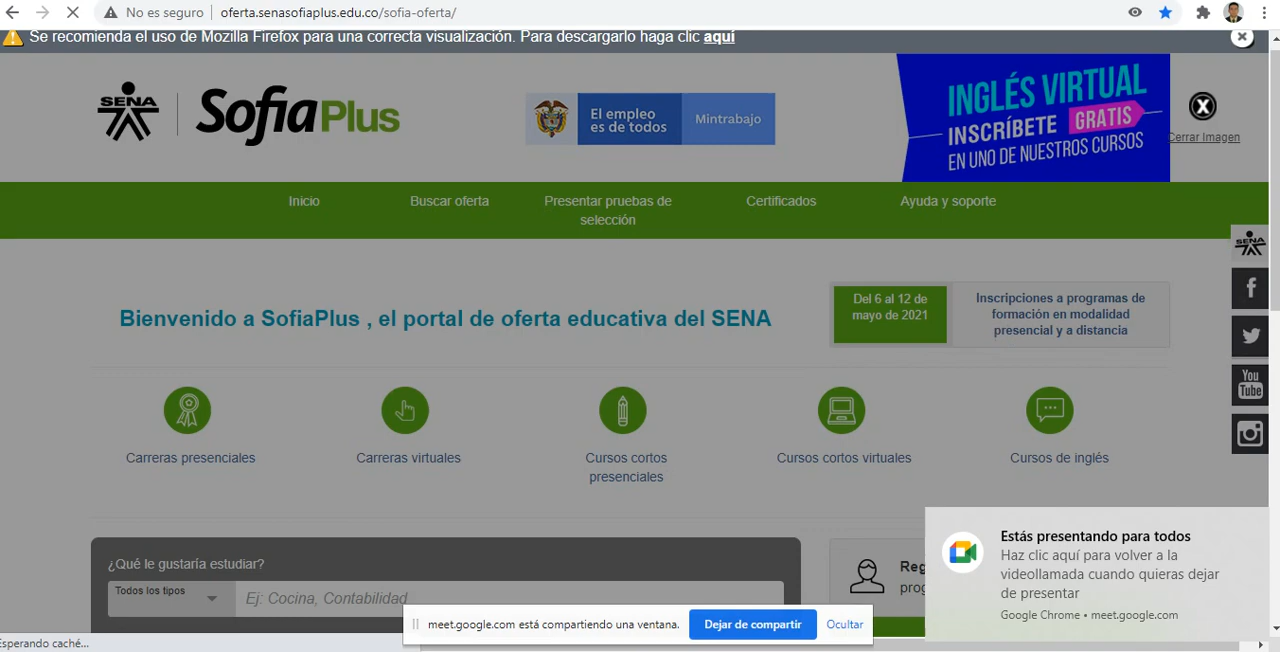 No es seguro
oferta.senasofiaplus.edu.co/sofia-oferta/
Se recomienda el uso de Mozilla Firefox para una correcta visualización. Para descargarlo haga clic aquí
SENA
SofiaPlus
El empleo
es de todos
Mintrabajo
INGLÉS VIRTUAL
INSCRÍBETE GRATIS
EN UNO DE NUESTROS CURSOS
X
Cerrar Imagen
Inicio
Buscar oferta
Presentar pruebas de
selección
Certificados
Ayuda y soporte
SENA
Bienvenido a SofiaPlus , el portal de oferta educativa del SENA
Del 6 al 12 de
mayo de 2021
Inscripciones a programas de
formación en modalidad
presencial y a distancia
You
Tube
Carreras presenciales
Carreras virtuales
Cursos cortos
presenciales
Cursos cortos virtuales
Cursos de inglés
¿Qué le gustaría estudiar?
Todos los tipos
Ej: Cocina, Contabilidad
Reg
prog
Estás presentando para todos
Haz clic aquí para volver a la
videollamada cuando quieras dejar
de presentar
Google Chrome • meet.google.com
meet.google.com está compartiendo una ventana.
Dejar de compartir
Ocultar
Esperando caché...